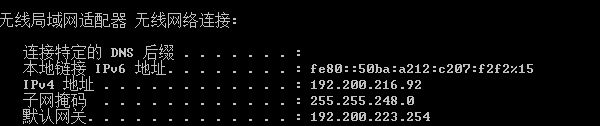 无线局域网适配器 无线网络连接:
连接特定的 DNS 后缀 . . . . . . . :
本地链接 IPv6 地址. . . . . . . . : fe80::50ba:a212:c207:f2f2%15
IPv4 地址 . . . . . . . . . . . . : 192.200.216.92
子网掩码  . . . . . . . . . . . . : 255.255.248.0
默认网关. . . . . . . . . . . . . : 192.200.223.254